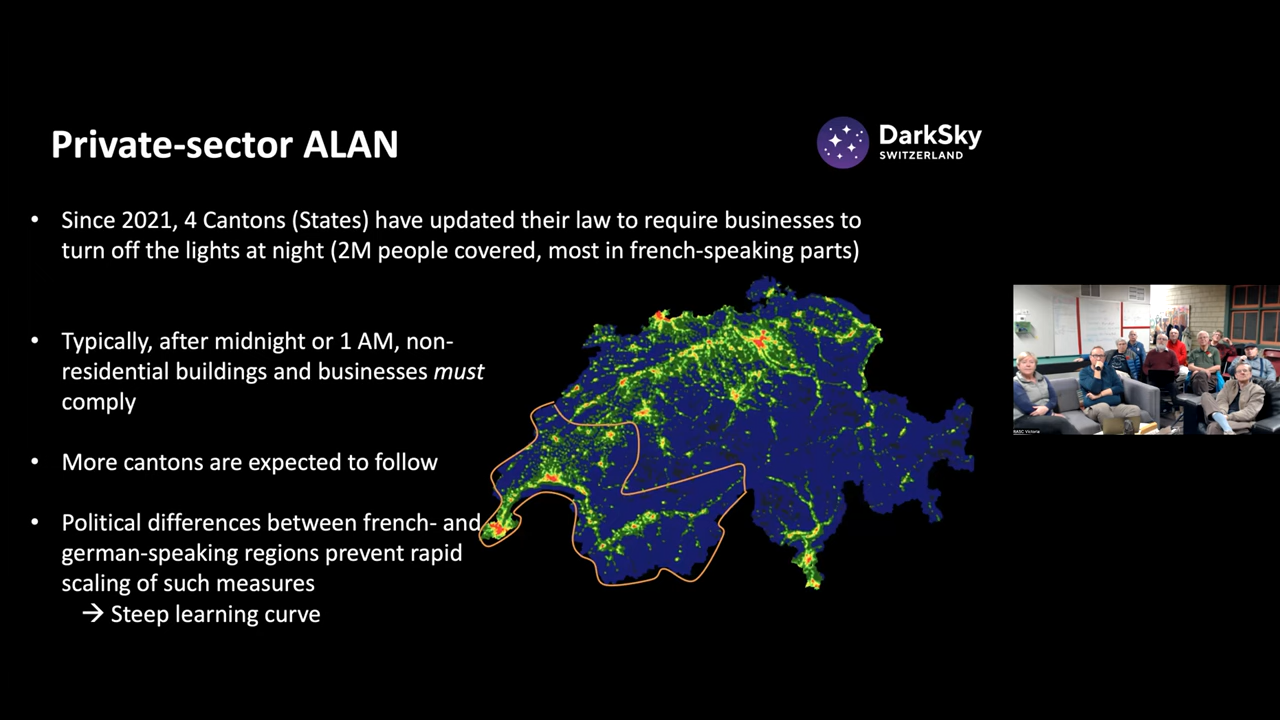 Private-sector ALAN
DarkSky
SWITZERLAND
• Since 2021, 4 Cantons (States) have updated their law to require businesses to
turn off the lights at night (2M people covered, most in french-speaking parts)
• Typically, after midnight or 1 AM, non-
residential buildings and businesses must
comply
• More cantons are expected to follow
• Political differences between french- and
german-speaking regions prevent rapid
scaling of such measures
→ Steep learning curve
RASC Victoria